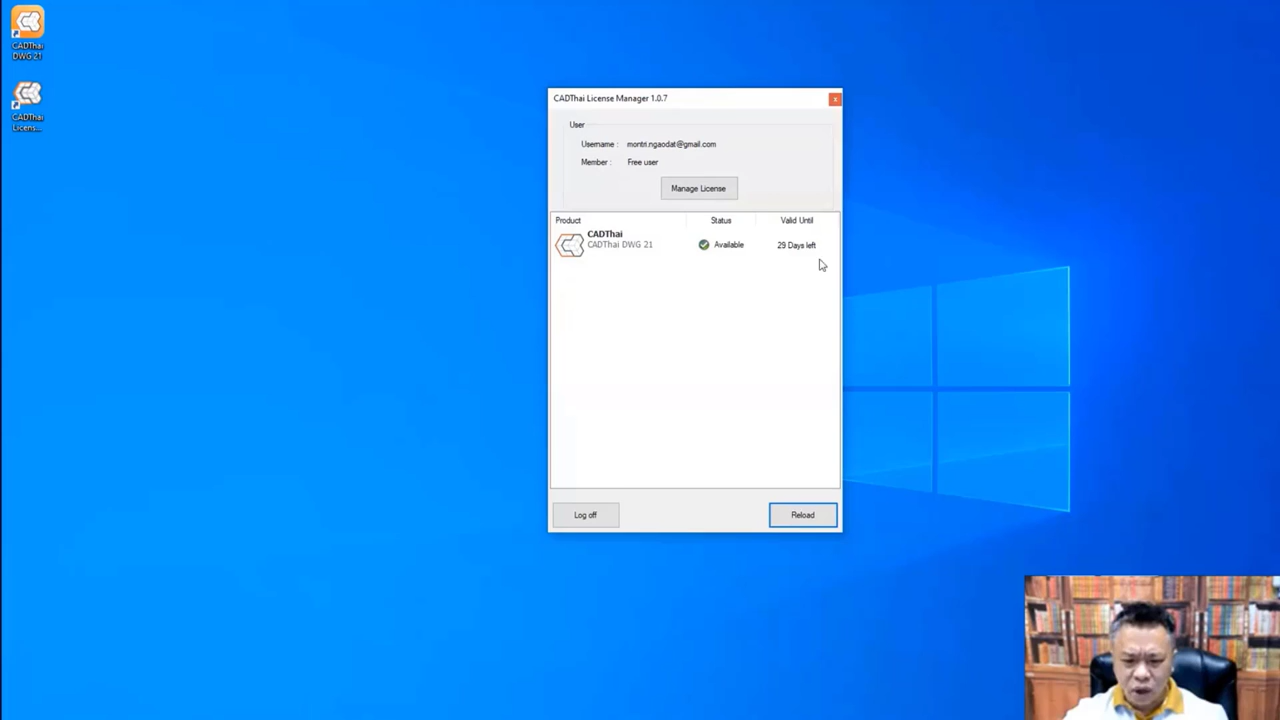 CADThai
DWG 21
CADThai
Licens...
CADThai License Manager 1.0.7
x
User
Username : montri.ngaodat@gmail.com
Member : Free user
Manage License
Product Status Valid Until
CADThai
CADThai DWG 21 Available 29 Days left
Log off Reload